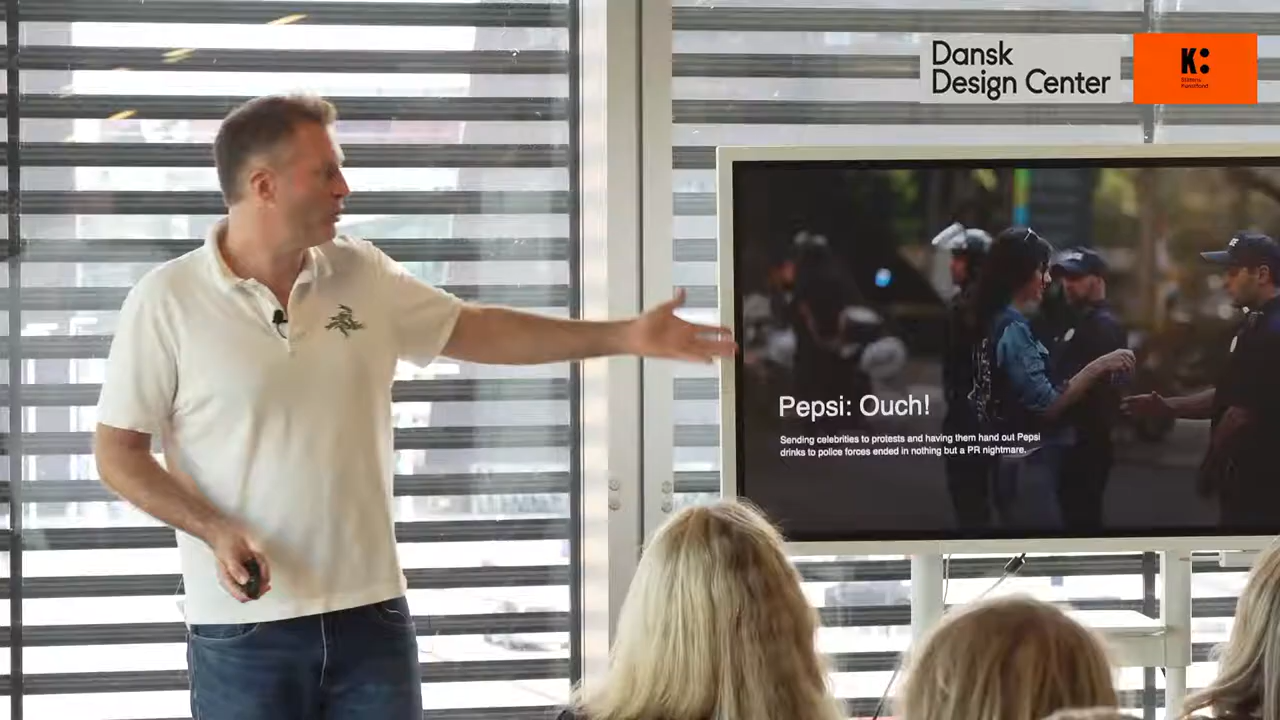 Dansk
Design Center
K:
Pepsi: Ouch!
Sending celebrities to protests and having them hand out Pepsi
drinks to police forces ended in nothing but a PR nightmare.